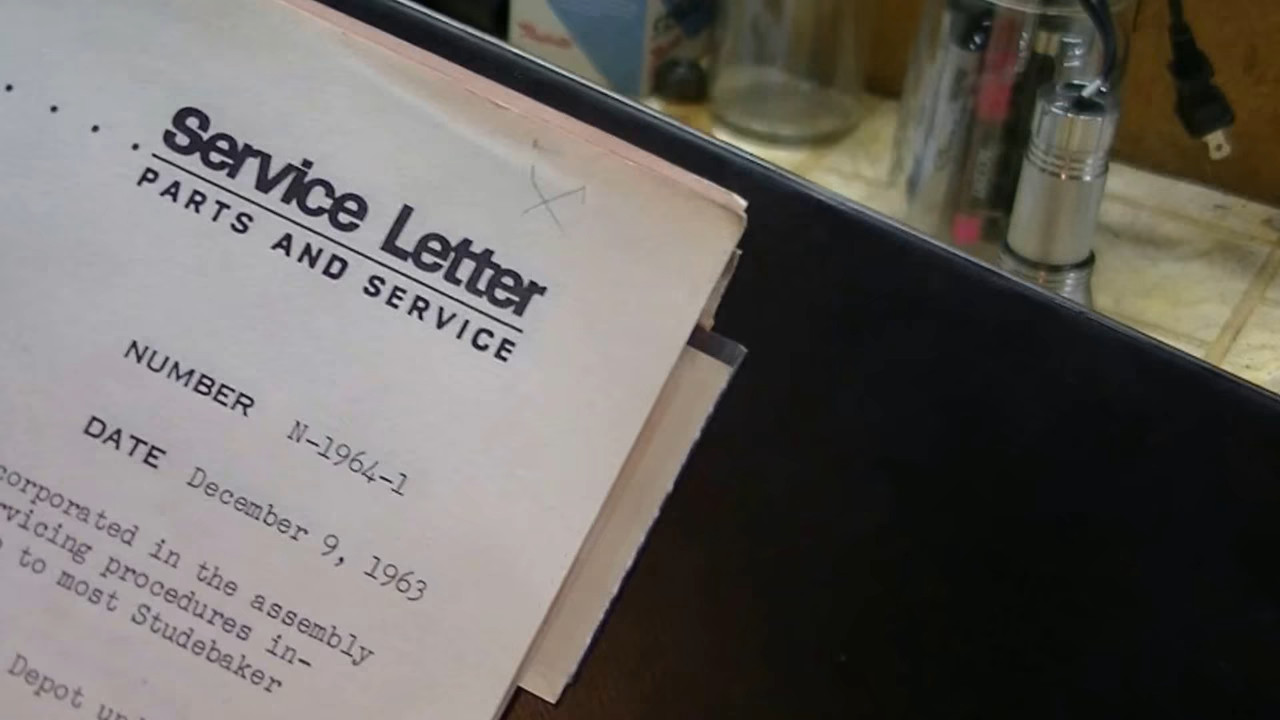 Service Letter
PARTS AND SERVICE
NUMBER N-1964-1
DATE December 9, 1963
corporated in the assembly
rvicing procedures in-
to most Studebaker
Depot